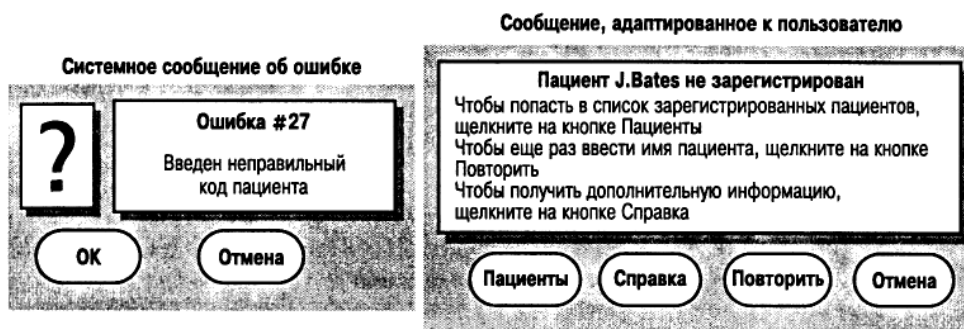 Системное сообщение об ошибке
?
Ошибка #27
Введен неправильный
код пациента
ОК
Отмена
Сообщение, адаптированное к пользователю
Пациент J.Bates не зарегистрирован
Чтобы попасть в список зарегистрированных пациентов,
щелкните на кнопке Пациенты
Чтобы еще раз ввести имя пациента, щелкните на кнопке
Повторить
Чтобы получить дополнительную информацию,
щелкните на кнопке Справка
Пациенты
Справка
Повторить
Отмена